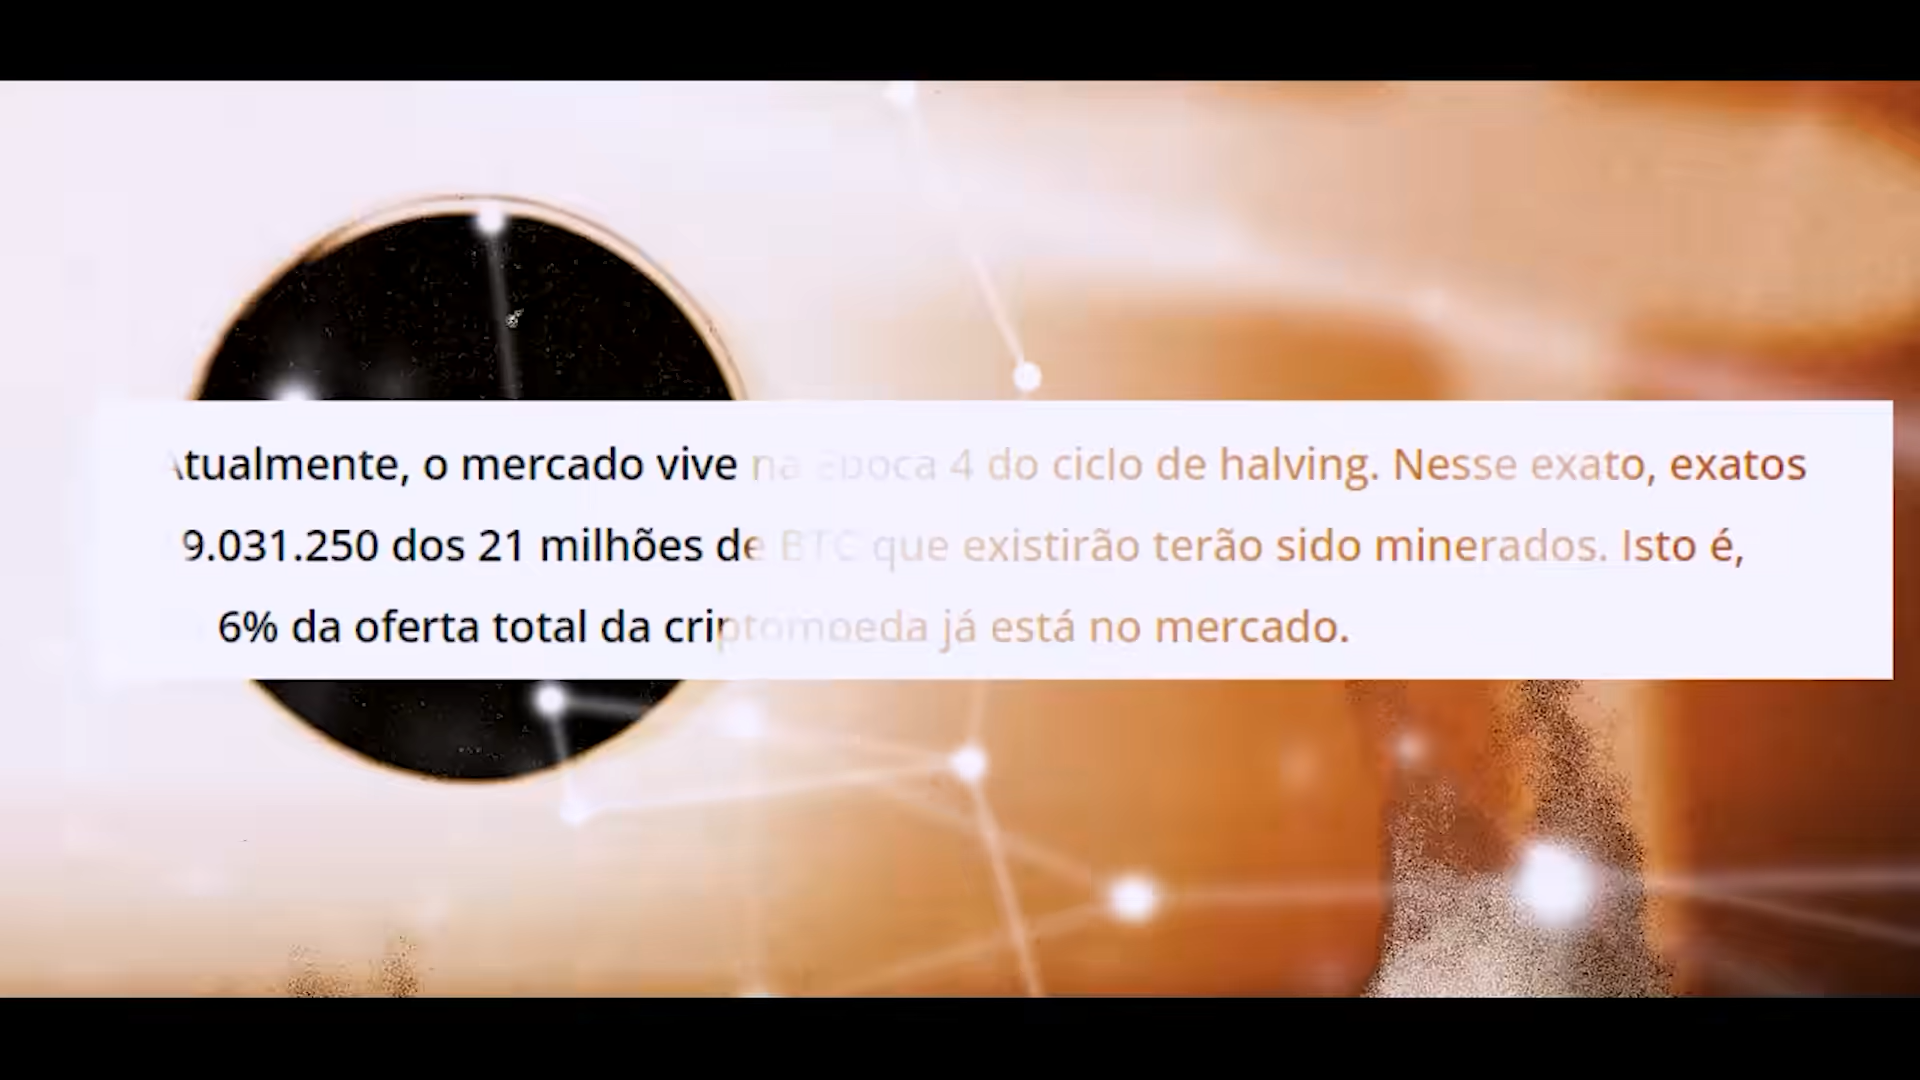 Atualmente, o mercado vive na Época 4 do ciclo de halving. Nesse exato, exatos
9.031.250 dos 21 milhões de BTC que existirão terão sido minerados. Isto é,
6% da oferta total da criptomoeda já está no mercado.